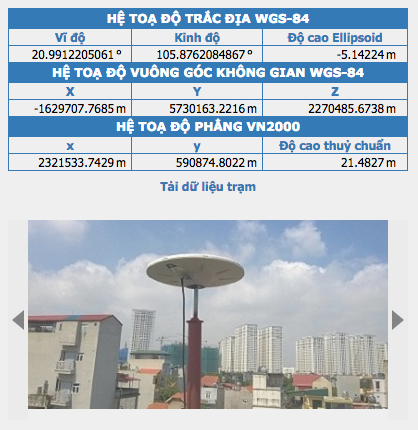 HỆ TOẠ ĐỘ TRẮC ĐỊA WGS-84
Vĩ độ Kinh độ Độ cao Ellipsoid
20.9912205061 º 105.8762084867 º -5.14224 m
HỆ TOẠ ĐỘ VUÔNG GÓC KHÔNG GIAN WGS-84
X Y Z
-1629707.7685 m 5730163.2216 m 2270485.6738 m
HỆ TOẠ ĐỘ PHẲNG VN2000
x y Độ cao thuỷ chuẩn
2321533.7429 m 590874.8022 m 21.4827 m
Tải dữ liệu trạm